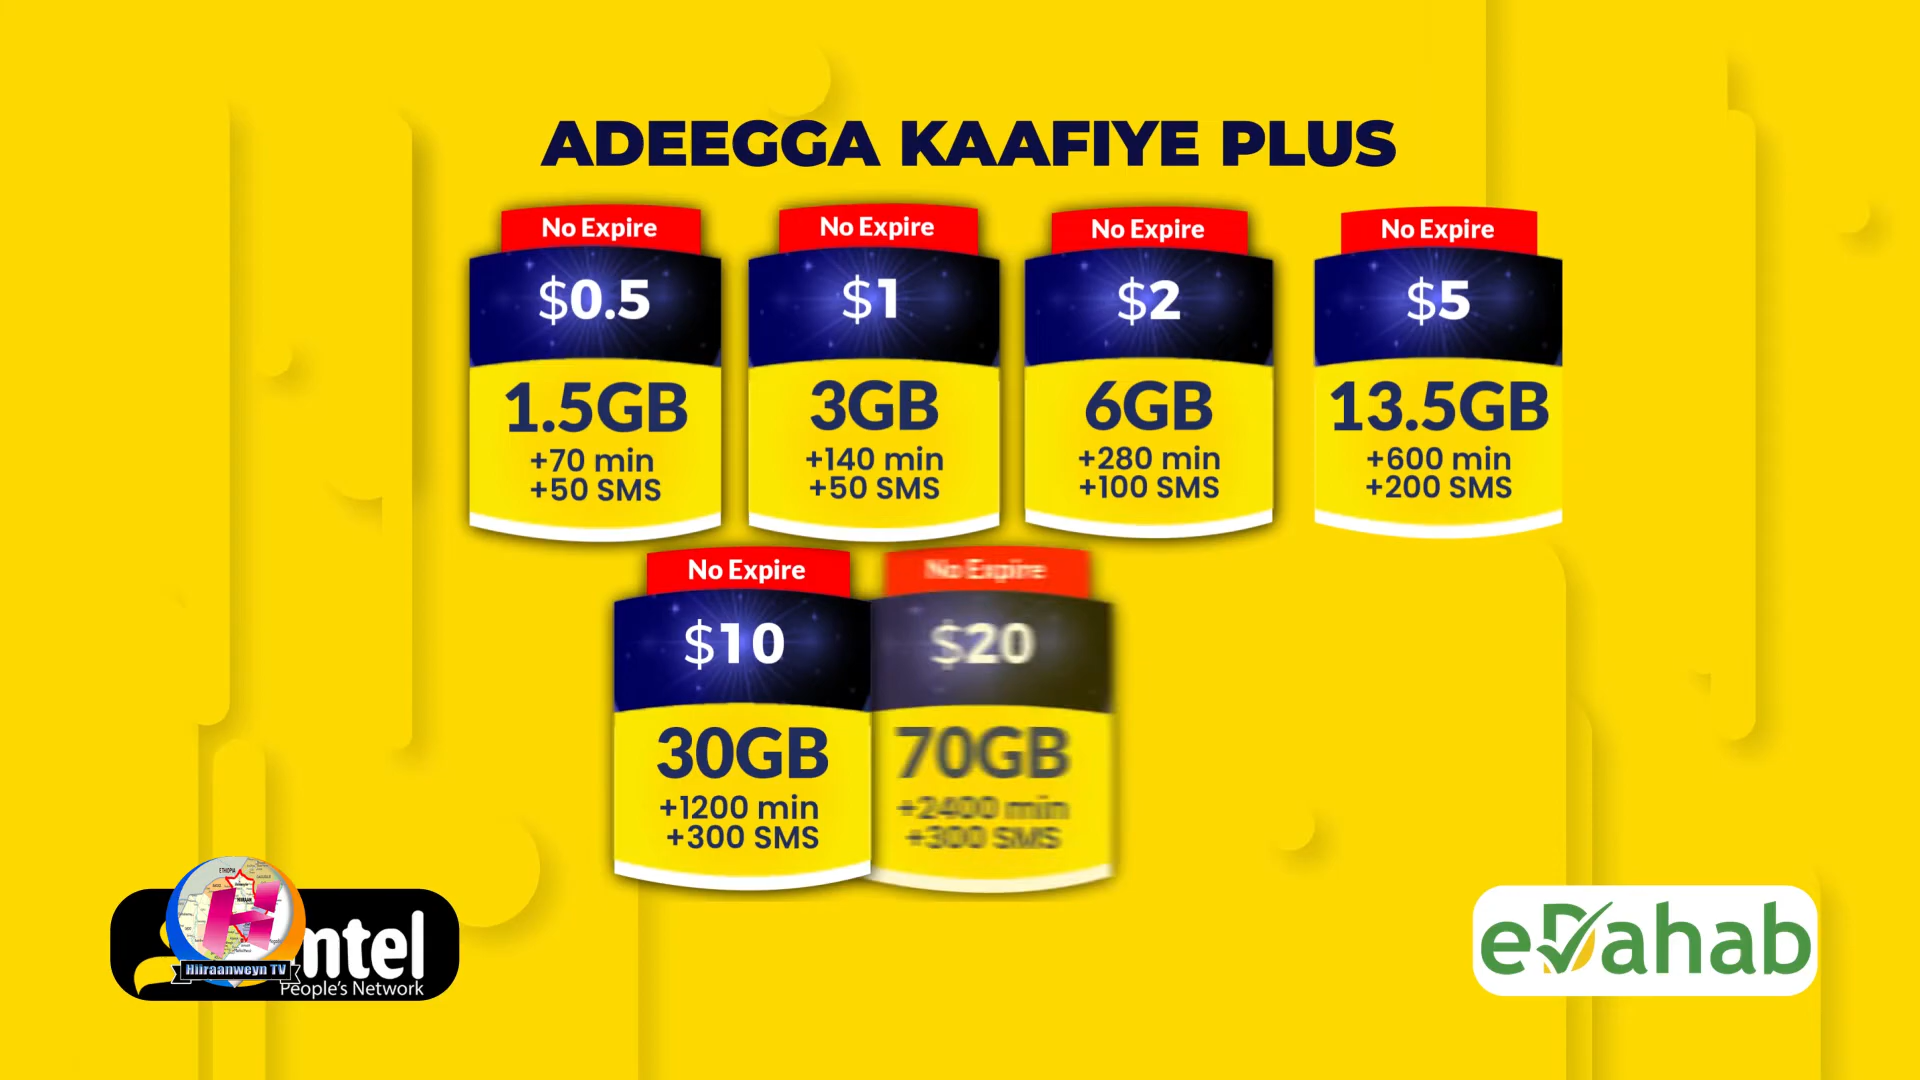 ADEEGGA KAAFIYE PLUS
No Expire
$0.5
1.5GB
+70 min
+50 SMS
No Expire
$1
3GB
+140 min
+50 SMS
No Expire
$2
6GB
+280 min
+100 SMS
No Expire
$5
13.5GB
+600 min
+200 SMS
No Expire
$10
30GB
+1200 min
+300 SMS
No Expire
$20
70GB
+2400 min
+300 SMS
ETHIOPIA
Hiiraanweyn TV
mtel
People's Network
eDahab